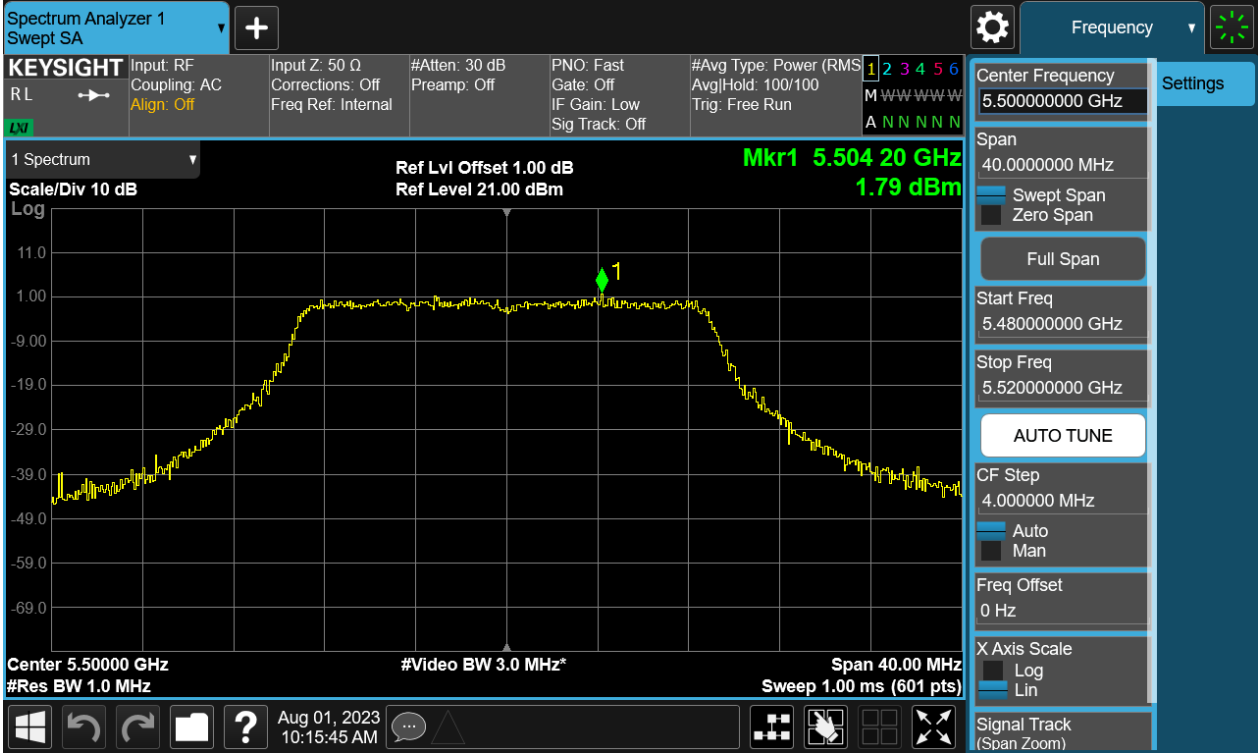 Spectrum Analyzer 1
Swept SA
Frequency
KEYSIGHT
R L
LXI
Input: RF
Coupling: AC
Align: Off
Input Z: 50 Ω
Corrections: Off
Freq Ref: Internal
#Atten: 30 dB
Preamp: Off
PNO: Fast
Gate: Off
IF Gain: Low
Sig Track: Off
#Avg Type: Power (RMS
Avg|Hold: 100/100
Trig: Free Run
1 2 3 4 5 6
M W W W W W
A N N N N N
Settings
1 Spectrum
Scale/Div 10 dB
Log
Ref Lvl Offset 1.00 dB
Ref Level 21.00 dBm
Mkr1 5.504 20 GHz
1.79 dBm
11.0
1.00
-9.00
-19.0
-29.0
-39.0
-49.0
-59.0
-69.0
1
Center 5.50000 GHz
#Res BW 1.0 MHz
#Video BW 3.0 MHz*
Span 40.00 MHz
Sweep 1.00 ms (601 pts)
Center Frequency
5.500000000 GHz
Span
40.0000000 MHz
Swept Span
Zero Span
Full Span
Start Freq
5.480000000 GHz
Stop Freq
5.520000000 GHz
AUTO TUNE
CF Step
4.000000 MHz
Auto
Man
Freq Offset
0 Hz
X Axis Scale
Log
Lin
Signal Track
(Span Zoom)
?
Aug 01, 2023
10:15:45 AM